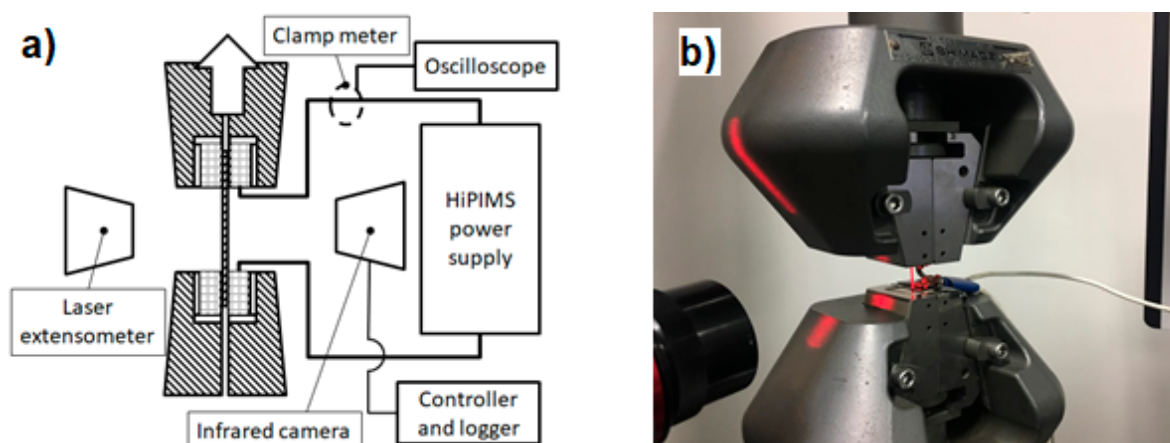 a)
Clamp meter
Oscilloscope
HiPIMS
power
supply
Laser
extensometer
Infrared camera
Controller
and logger
b)